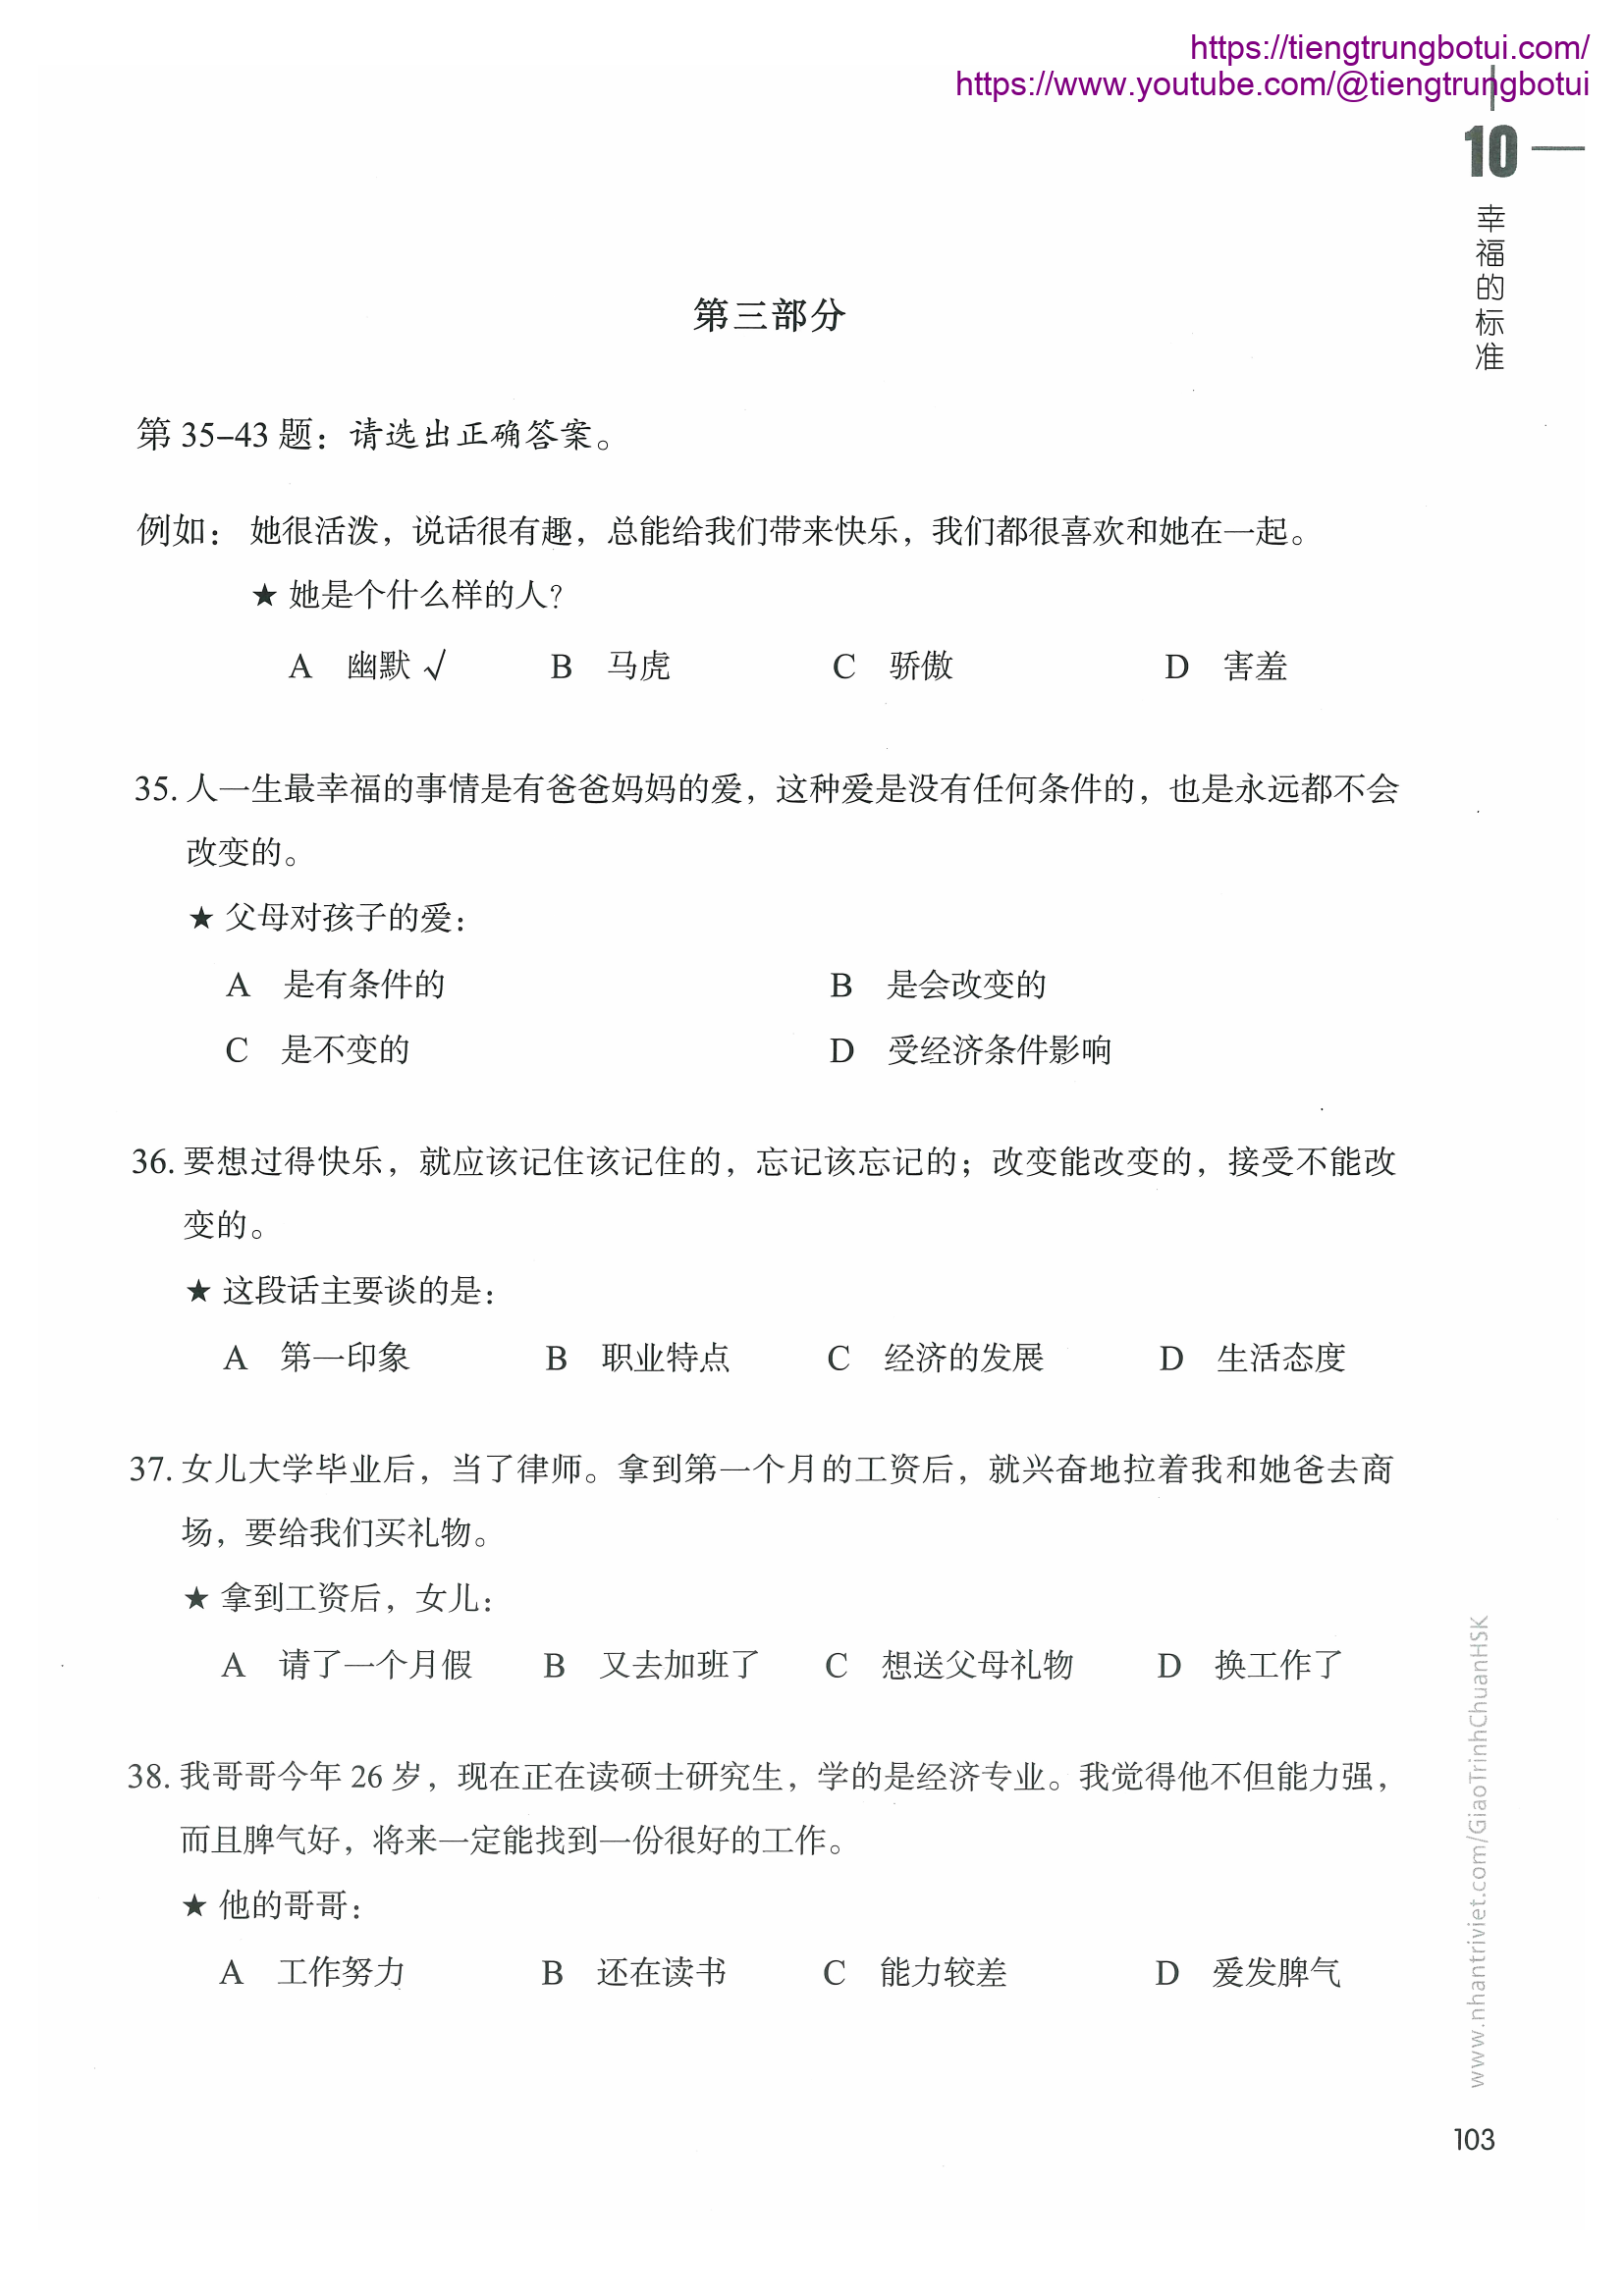 https://tiengtrungbotui.com/
https://www.youtube.com/@tiengtrungbotui
10
幸福的标准
第三部分
第 35–43 题：请选出正确答案。
例如： 她很活泼，说话很有趣，总能给我们带来快乐，我们都很喜欢和她在一起。
★ 她是个什么样的人？
A 幽默 √ B 马虎 C 骄傲 D 害羞
35. 人一生最幸福的事情是有爸爸妈妈的爱，这种爱是没有任何条件的，也是永远都不会
改变的。
★ 父母对孩子的爱：
A 是有条件的 B 是会改变的
C 是不变的 D 受经济条件影响
36. 要想过得快乐，就应该记住该记住的，忘记该忘记的；改变能改变的，接受不能改
变的。
★ 这段话主要谈的是：
A 第一印象 B 职业特点 C 经济的发展 D 生活态度
37. 女儿大学毕业后，当了律师。拿到第一个月的工资后，就兴奋地拉着我和她爸去商
场，要给我们买礼物。
★ 拿到工资后，女儿：
A 请了一个月假 B 又去加班了 C 想送父母礼物 D 换工作了
38. 我哥哥今年 26 岁，现在正在读硕士研究生，学的是经济专业。我觉得他不但能力强，
而且脾气好，将来一定能找到一份很好的工作。
★ 他的哥哥：
A 工作努力 B 还在读书 C 能力较差 D 爱发脾气
www.nhantriviet.com/GiaoTrinhChuanHSK
103